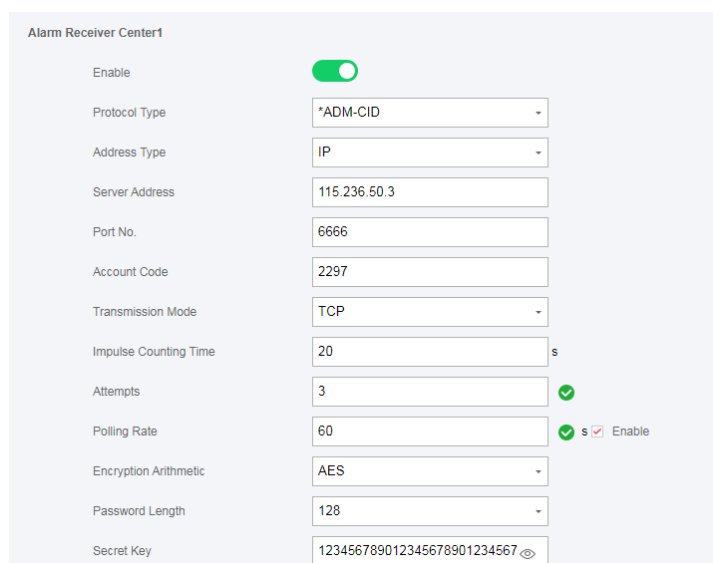 Alarm Receiver Center1
Enable
Protocol Type *ADM-CID
Address Type IP
Server Address 115.236.50.3
Port No. 6666
Account Code 2297
Transmission Mode TCP
Impulse Counting Time 20 s
Attempts 3
Polling Rate 60 s Enable
Encryption Arithmetic AES
Password Length 128
Secret Key 123456789012345678901234567